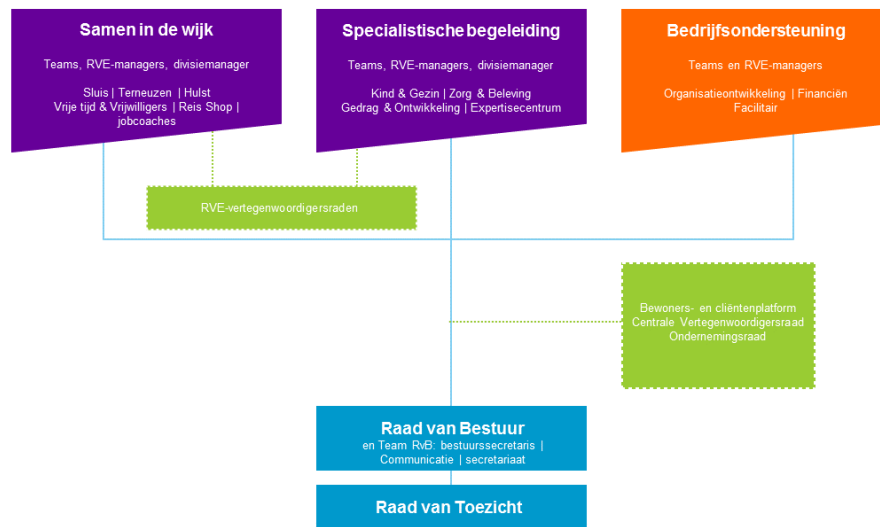 Samen in de wijk
Teams, RVE-managers, divisiemanager
Sluis | Terneuzen | Hulst
Vrije tijd & Vrijwilligers | Reis Shop |
jobcoaches
Specialistische begeleiding
Teams, RVE-managers, divisiemanager
Kind & Gezin | Zorg & Beleving
Gedrag & Ontwikkeling | Expertisecentrum
Bedrijfsondersteuning
Teams en RVE-managers
Organisatieontwikkeling | Financiën
Facilitair
RVE-vertegenwoordigersraden
Bewoners- en cliëntenplatform
Centrale Vertegenwoordigersraad
Ondernemingsraad
Raad van Bestuur
en Team RvB: bestuurssecretaris |
Communicatie | secretariaat
Raad van Toezicht